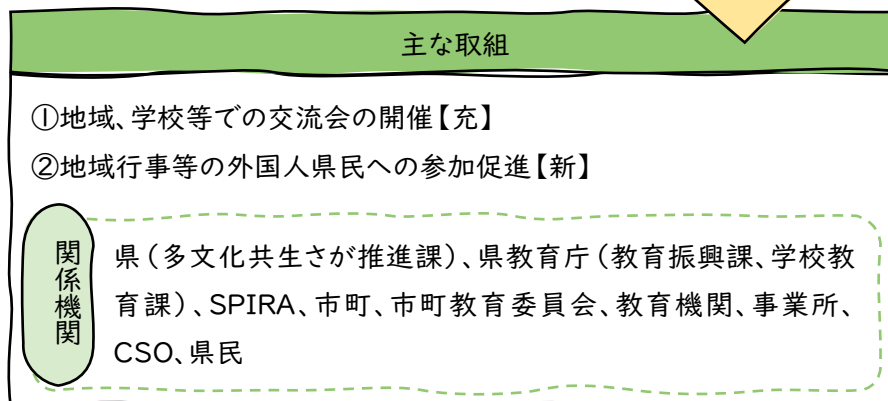 主な取組
①地域、学校等での交流会の開催【充】
②地域行事等の外国人県民への参加促進【新】
関係機関
県（多文化共生さが推進課）、県教育庁（教育振興課、学校教
育課）、SPIRA、市町、市町教育委員会、教育機関、事業所、
CSO、県民